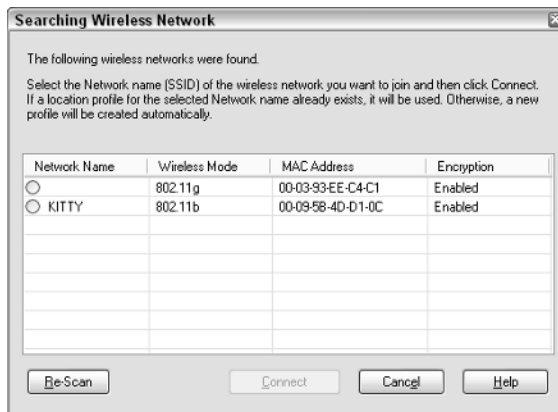 Searching Wireless Network
The following wireless networks were found.
Select the Network name (SSID) of the wireless network you want to join and then click Connect.
If a location profile for the selected Network name already exists, it will be used. Otherwise, a new
profile will be created automatically.
Network Name Wireless Mode MAC Address Encryption
802.11g 00-03-93-EE-C4-C1 Enabled
KITTY 802.11b 00-09-5B-4D-D1-0C Enabled
Re-Scan Connect Cancel Help